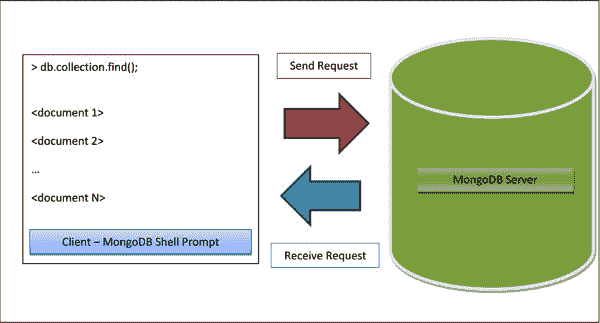 > db.collection.find();
<document 1>
<document 2>
...
<document N>
Client – MongoDB Shell Prompt
Send Request
Receive Request
MongoDB Server